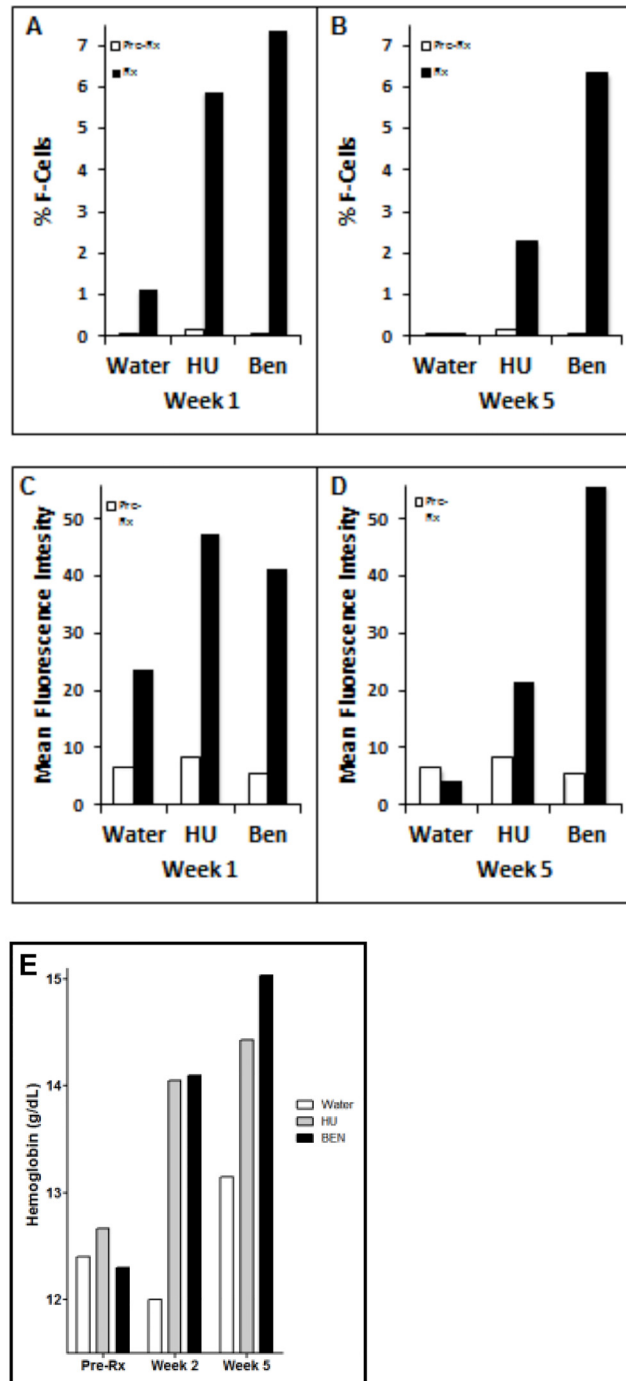 A
Pre-Rx
Rx
7
6
5
4
3
2
1
0
% F-Cells
Water HU Ben
Week 1
B
Pre-Rx
Rx
7
6
5
4
3
2
1
0
% F-Cells
Water HU Ben
Week 5
C
Pre-
Rx
50
40
30
20
10
0
Mean Fluorescence Intesity
Water HU Ben
Week 1
D
Pre-
Rx
50
40
30
20
10
0
Mean Fluorescence Intesity
Water HU Ben
Week 5
E
15
14
13
12
Hemoglobin (g/dL)
Water
HU
BEN
Pre-Rx Week 2 Week 5